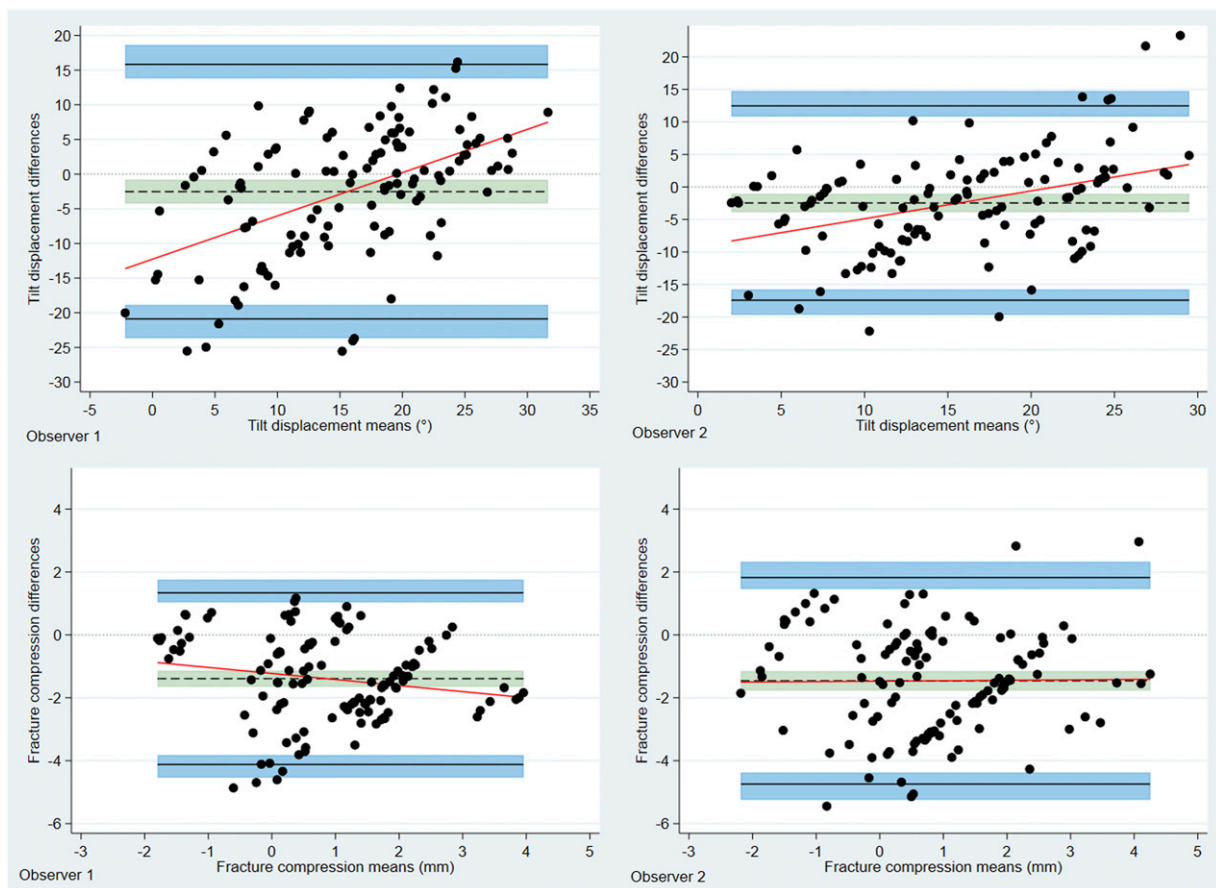 Tilt displacement differences
20
15
10
5
0
-5
-10
-15
-20
-25
-30
-5 0 5 10 15 20 25 30 35
Tilt displacement means (°)
Observer 1
Tilt displacement differences
20
15
10
5
0
-5
-10
-15
-20
-25
-30
0 5 10 15 20 25 30
Tilt displacement means (°)
Observer 2
Fracture compression differences
4
2
0
-2
-4
-6
-3 -2 -1 0 1 2 3 4 5
Fracture compression means (mm)
Observer 1
Fracture compression differences
4
2
0
-2
-4
-6
-3 -2 -1 0 1 2 3 4 5
Fracture compression means (mm)
Observer 2